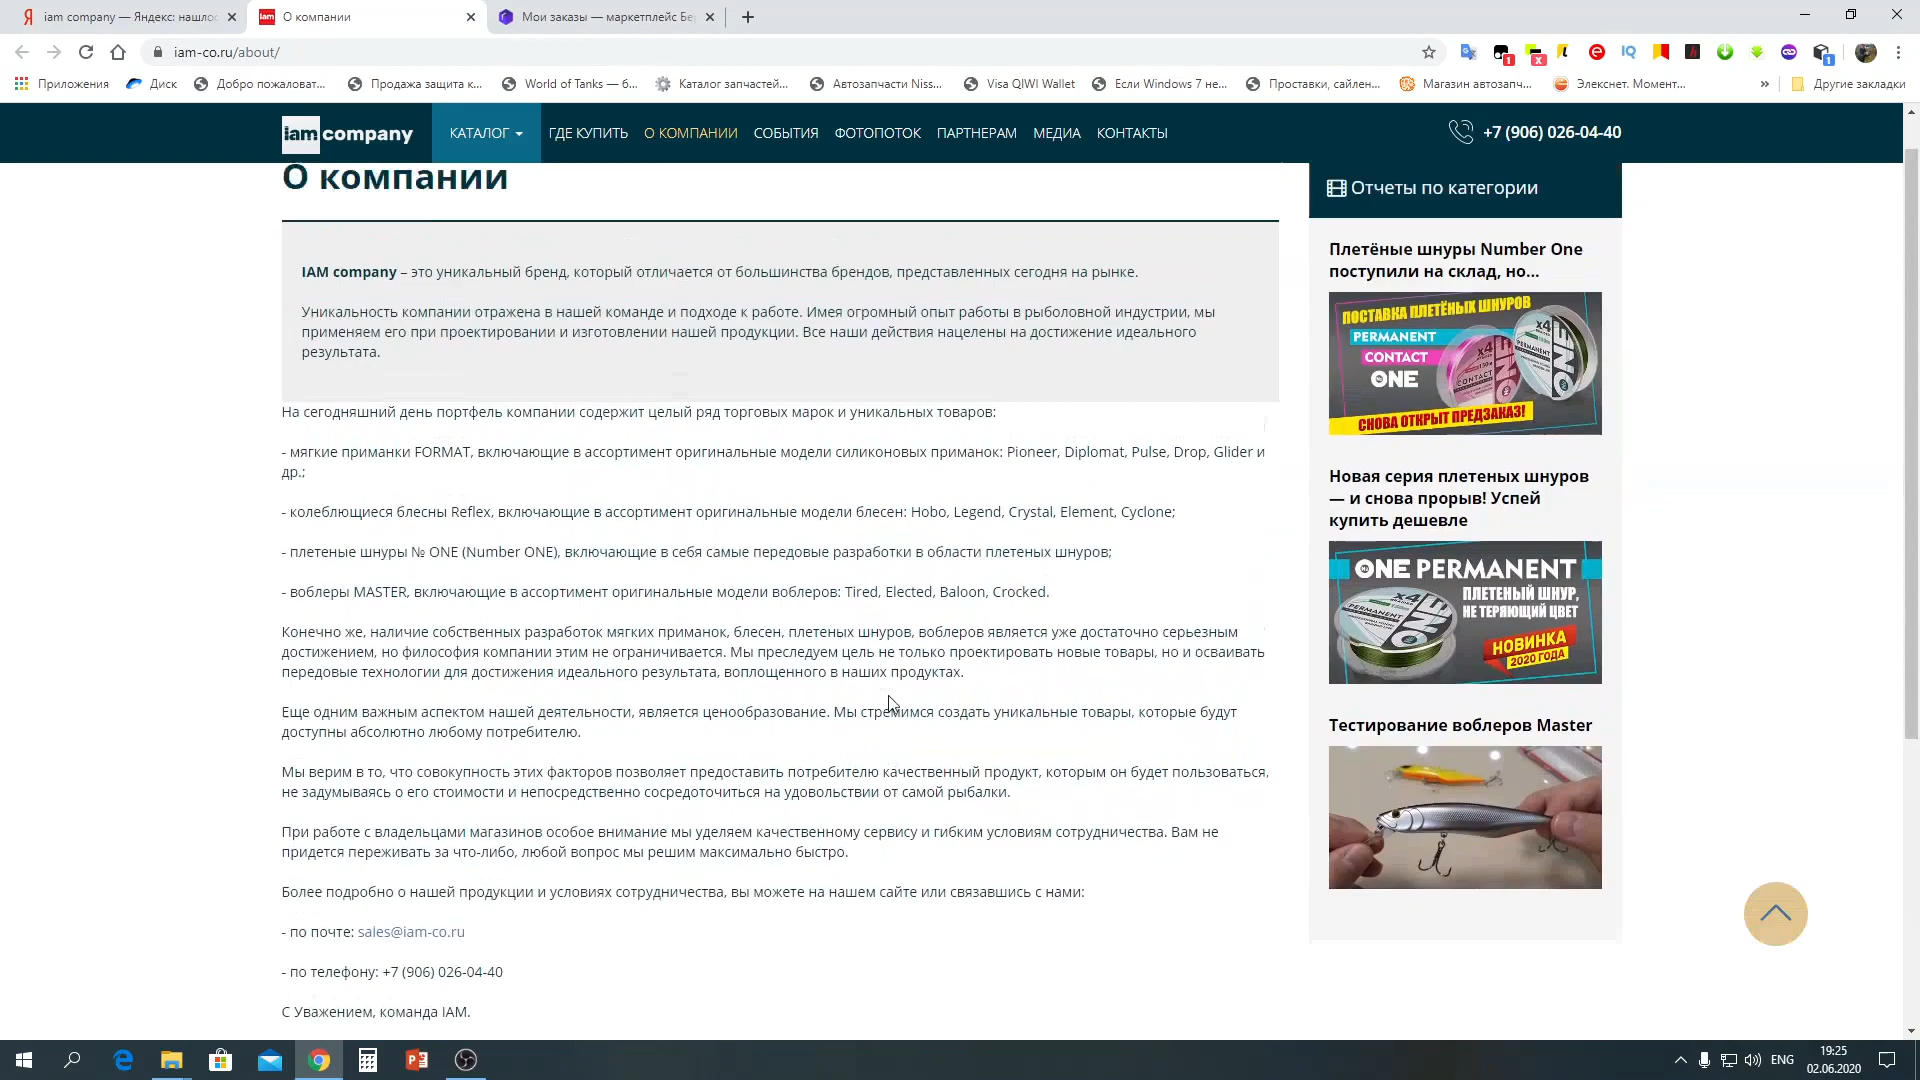 iam company — Яндекс: нашлос
О компании
Мои заказы — маркетплейс Бе
iam-co.ru/about/
Приложения
Диск
Добро пожаловат...
Продажа защита к...
World of Tanks — б...
Каталог запчастей...
Автозапчасти Niss...
Visa QIWI Wallet
Если Windows 7 не...
Проставки, сайлен...
Магазин автозапч...
Элекснет. Момент...
»
Другие закладки
iam company
КАТАЛОГ
ГДЕ КУПИТЬ
О КОМПАНИИ
СОБЫТИЯ
ФОТОПОТОК
ПАРТНЕРАМ
МЕДИА
КОНТАКТЫ
+7 (906) 026-04-40
О компании
IAM company – это уникальный бренд, который отличается от большинства брендов, представленных сегодня на рынке.
Уникальность компании отражена в нашей команде и подходе к работе. Имея огромный опыт работы в рыболовной индустрии, мы
применяем его при проектировании и изготовлении нашей продукции. Все наши действия нацелены на достижение идеального
результата.
На сегодняшний день портфель компании содержит целый ряд торговых марок и уникальных товаров:
- мягкие приманки FORMAT, включающие в ассортимент оригинальные модели силиконовых приманок: Pioneer, Diplomat, Pulse, Drop, Glider и
др.;
- колеблющиеся блесны Reflex, включающие в ассортимент оригинальные модели блесен: Hobo, Legend, Crystal, Element, Cyclone;
- плетеные шнуры № ONE (Number ONE), включающие в себя самые передовые разработки в области плетеных шнуров;
- воблеры MASTER, включающие в ассортимент оригинальные модели воблеров: Tired, Elected, Baloon, Crocked.
Конечно же, наличие собственных разработок мягких приманок, блесен, плетеных шнуров, воблеров является уже достаточно серьезным
достижением, но философия компании этим не ограничивается. Мы преследуем цель не только проектировать новые товары, но и осваивать
передовые технологии для достижения идеального результата, воплощенного в наших продуктах.
Еще одним важным аспектом нашей деятельности, является ценообразование. Мы стремимся создать уникальные товары, которые будут
доступны абсолютно любому потребителю.
Мы верим в то, что совокупность этих факторов позволяет предоставить потребителю качественный продукт, которым он будет пользоваться,
не задумываясь о его стоимости и непосредственно сосредоточиться на удовольствии от самой рыбалки.
При работе с владельцами магазинов особое внимание мы уделяем качественному сервису и гибким условиям сотрудничества. Вам не
придется переживать за что-либо, любой вопрос мы решим максимально быстро.
Более подробно о нашей продукции и условиях сотрудничества, вы можете на нашем сайте или связавшись с нами:
- по почте: sales@iam-co.ru
- по телефону: +7 (906) 026-04-40
С Уважением, команда IAM.
Отчеты по категории
Плетёные шнуры Number One
поступили на склад, но...
ПОСТАВКА ПЛЕТЁНЫХ ШНУРОВ
PERMANENT
CONTACT
ONE
x4
CONTACT
x4
PERMANENT
ONE
СНОВА ОТКРЫТ ПРЕДЗАКАЗ!
Новая серия плетеных шнуров
— и снова прорыв! Успей
купить дешевле
ONE PERMANENT
ПЛЕТЕНЫЙ ШНУР,
НЕ ТЕРЯЮЩИЙ ЦВЕТ
x4
PERMANENT
ONE
НОВИНКА
2020 ГОДА
Тестирование воблеров Master
ENG
19:25
02.06.2020